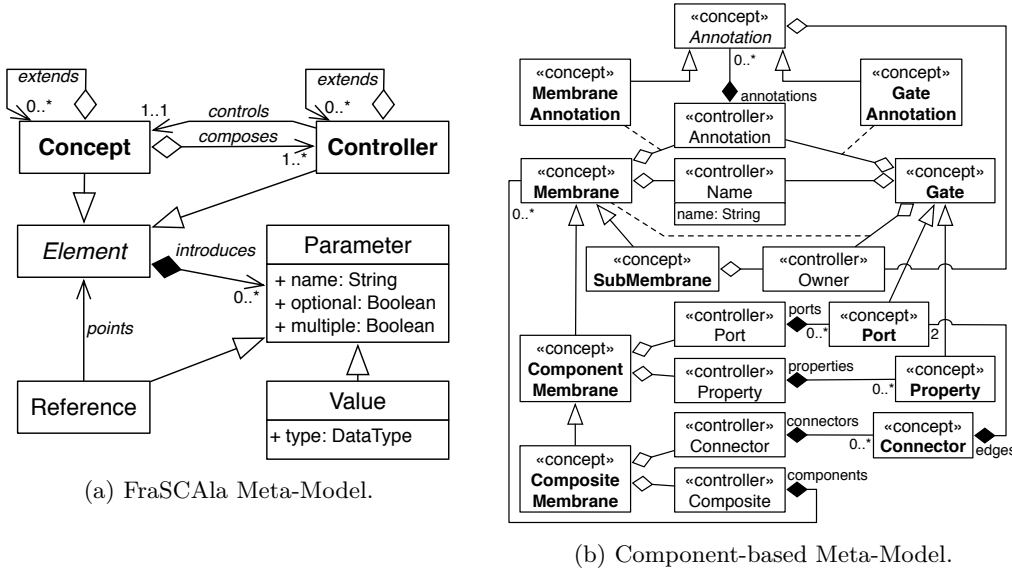 extends
0..*
extends
0..*
1..1
controls
composes
1..*
Concept
Controller
Element
introduces
0..*
Parameter
+ name: String
+ optional: Boolean
+ multiple: Boolean
points
Reference
Value
+ type: DataType
(a) FraSCAla Meta-Model.
«concept»
Annotation
0..*
annotations
«concept»
Membrane
Annotation
«concept»
Gate
Annotation
«controller»
Annotation
«concept»
Membrane
0..*
«controller»
Name
name: String
«concept»
Gate
«concept»
SubMembrane
«controller»
Owner
«controller»
Port
ports
0..*
«concept»
Port
2
«concept»
Component
Membrane
«controller»
Property
properties
0..*
«concept»
Property
«controller»
Connector
connectors
0..*
«concept»
Connector
edges
«concept»
Composite
Membrane
«controller»
Composite
components
(b) Component-based Meta-Model.